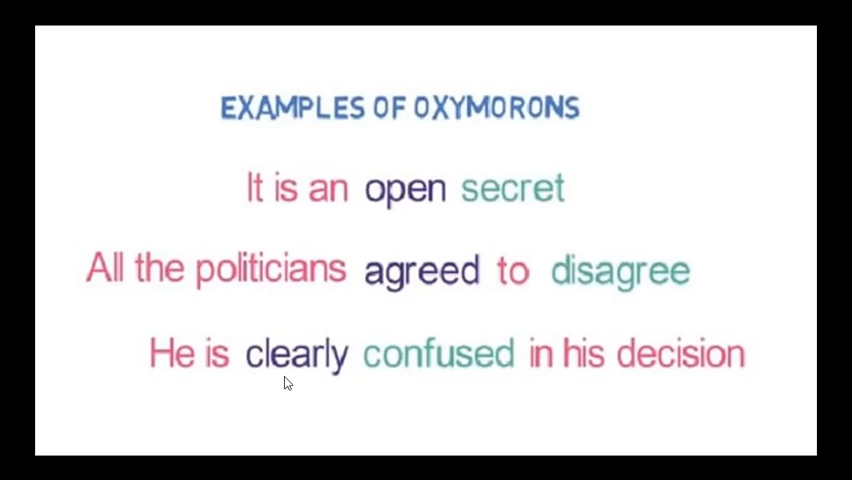 EXAMPLES OF OXYMORONS
It is an open secret
All the politicians agreed to disagree
He is clearly confused in his decision